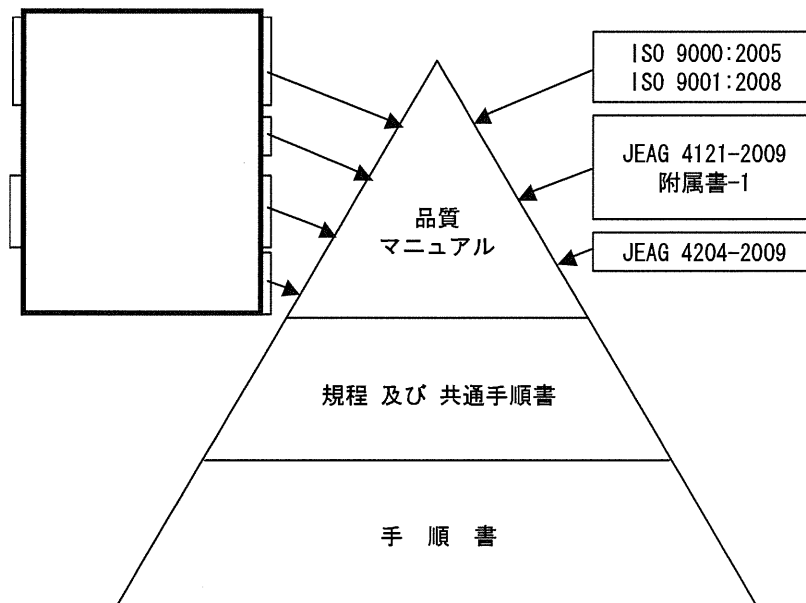 ISO 9000:2005
ISO 9001:2008
JEAG 4121-2009
附属書-1
JEAG 4204-2009
品質
マニュアル
規程 及び 共通手順書
手 順 書